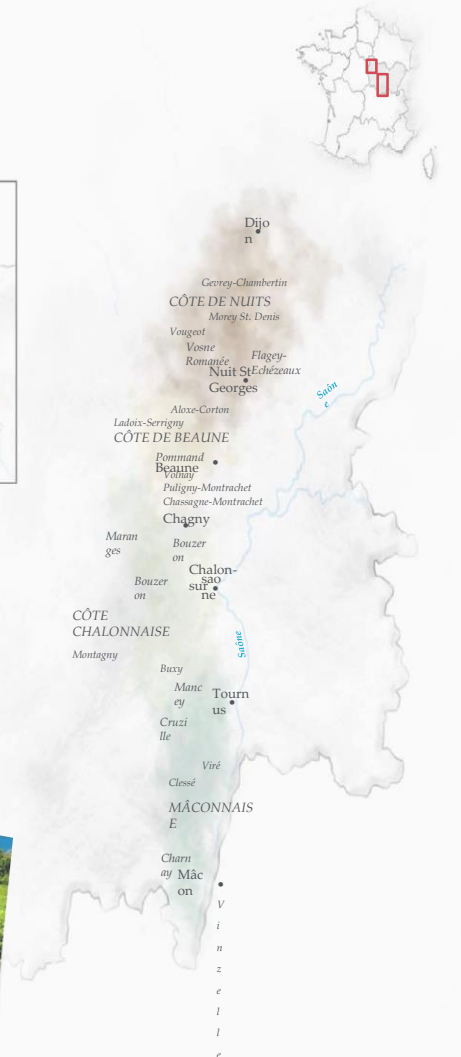 Dijo
n
Gevrey-Chambertin
CÔTE DE NUITS
Morey St. Denis
Vougeot
Vosne
Romanée
Flagey-
Echézeaux
Nuit St
Georges
Saôn
e
Aloxe-Corton
Ladoix-Serrigny
CÔTE DE BEAUNE
Pommand
Beaune
Volnay
Puligny-Montrachet
Chassagne-Montrachet
Chagny
Maran
ges
Bouzer
on
Chalon-
sao
sur
ne
Bouzer
on
CÔTE
CHALONNAISE
Saône
Montagny
Buxy
Manc
ey
Tourn
us
Cruzi
lle
Viré
Clessé
MÂCONNAIS
E
Charn
ay
Mâc
on
V
i
n
z
e
l
l
e